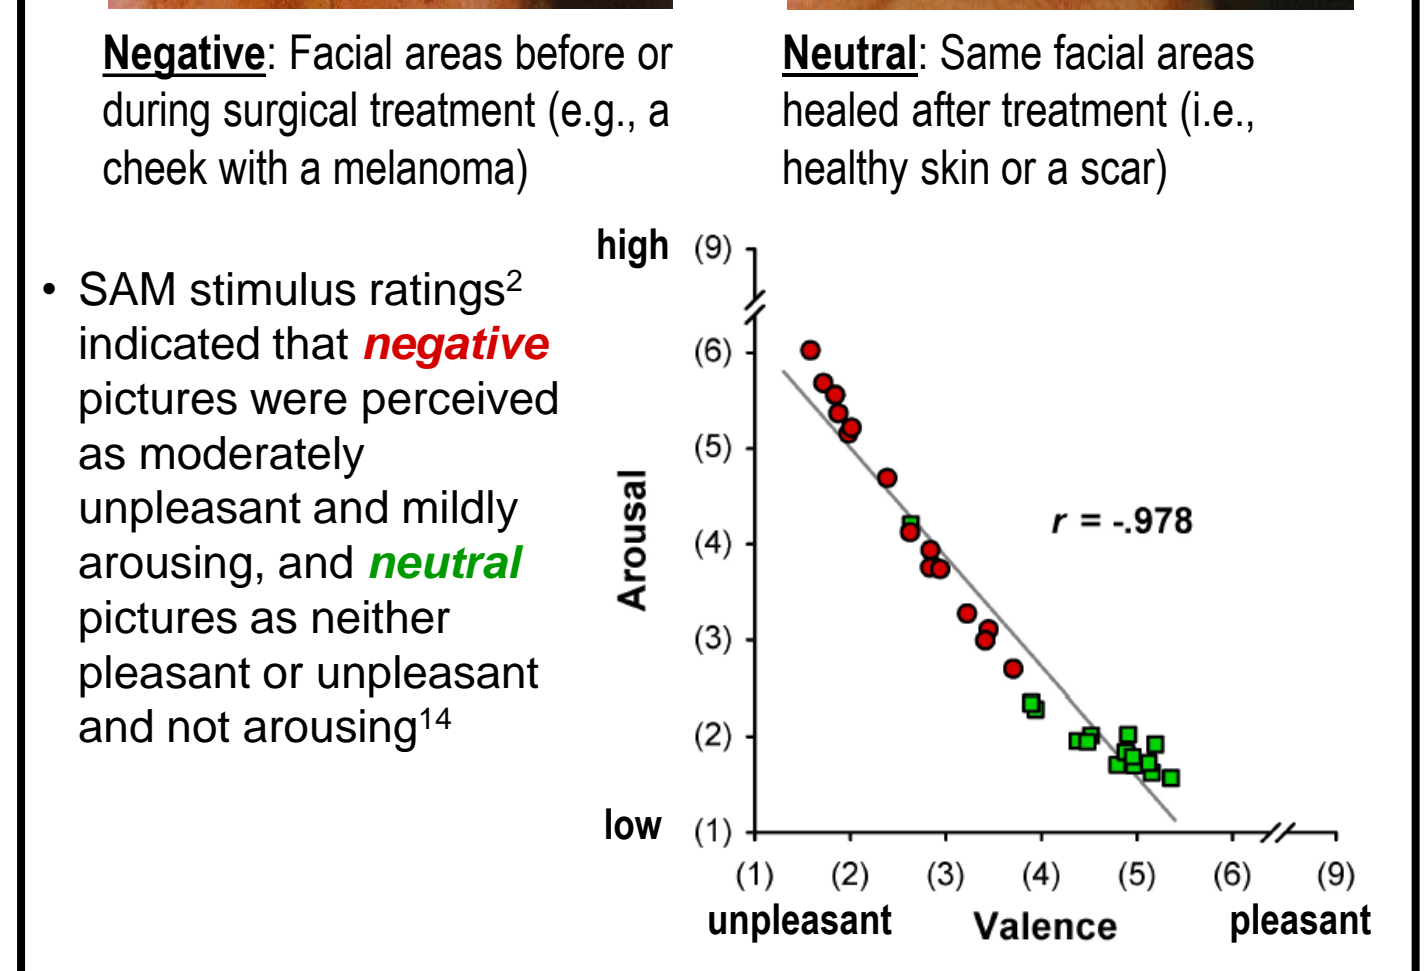 Negative: Facial areas before or
during surgical treatment (e.g., a
cheek with a melanoma)
Neutral: Same facial areas
healed after treatment (i.e.,
healthy skin or a scar)
• SAM stimulus ratings2
indicated that negative
pictures were perceived
as moderately
unpleasant and mildly
arousing, and neutral
pictures as neither
pleasant or unpleasant
and not arousing14
high (9)
(6)
(5)
(4)
(3)
(2)
low (1)
Arousal
r = -.978
(1) (2) (3) (4) (5) (6) (9)
unpleasant Valence pleasant